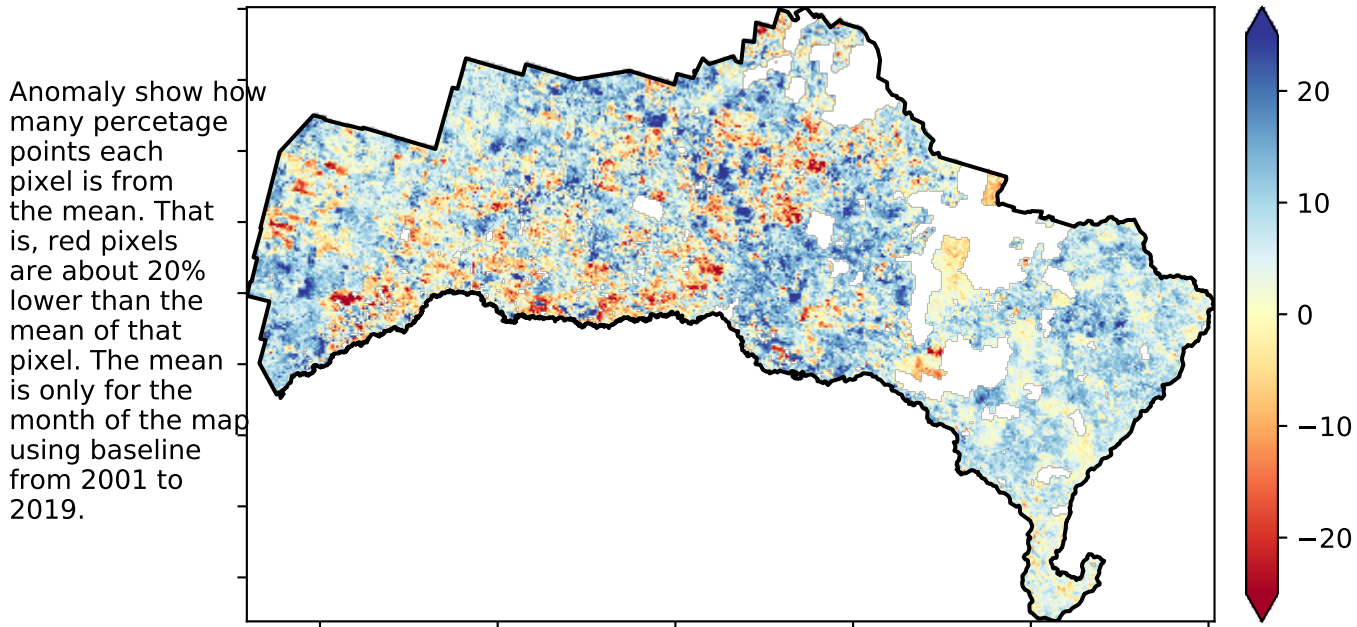 Anomaly show how
many percetage
points each
pixel is from
the mean. That
is, red pixels
are about 20%
lower than the
mean of that
pixel. The mean
is only for the
month of the map
using baseline
from 2001 to
2019.
20
10
0
−10
−20